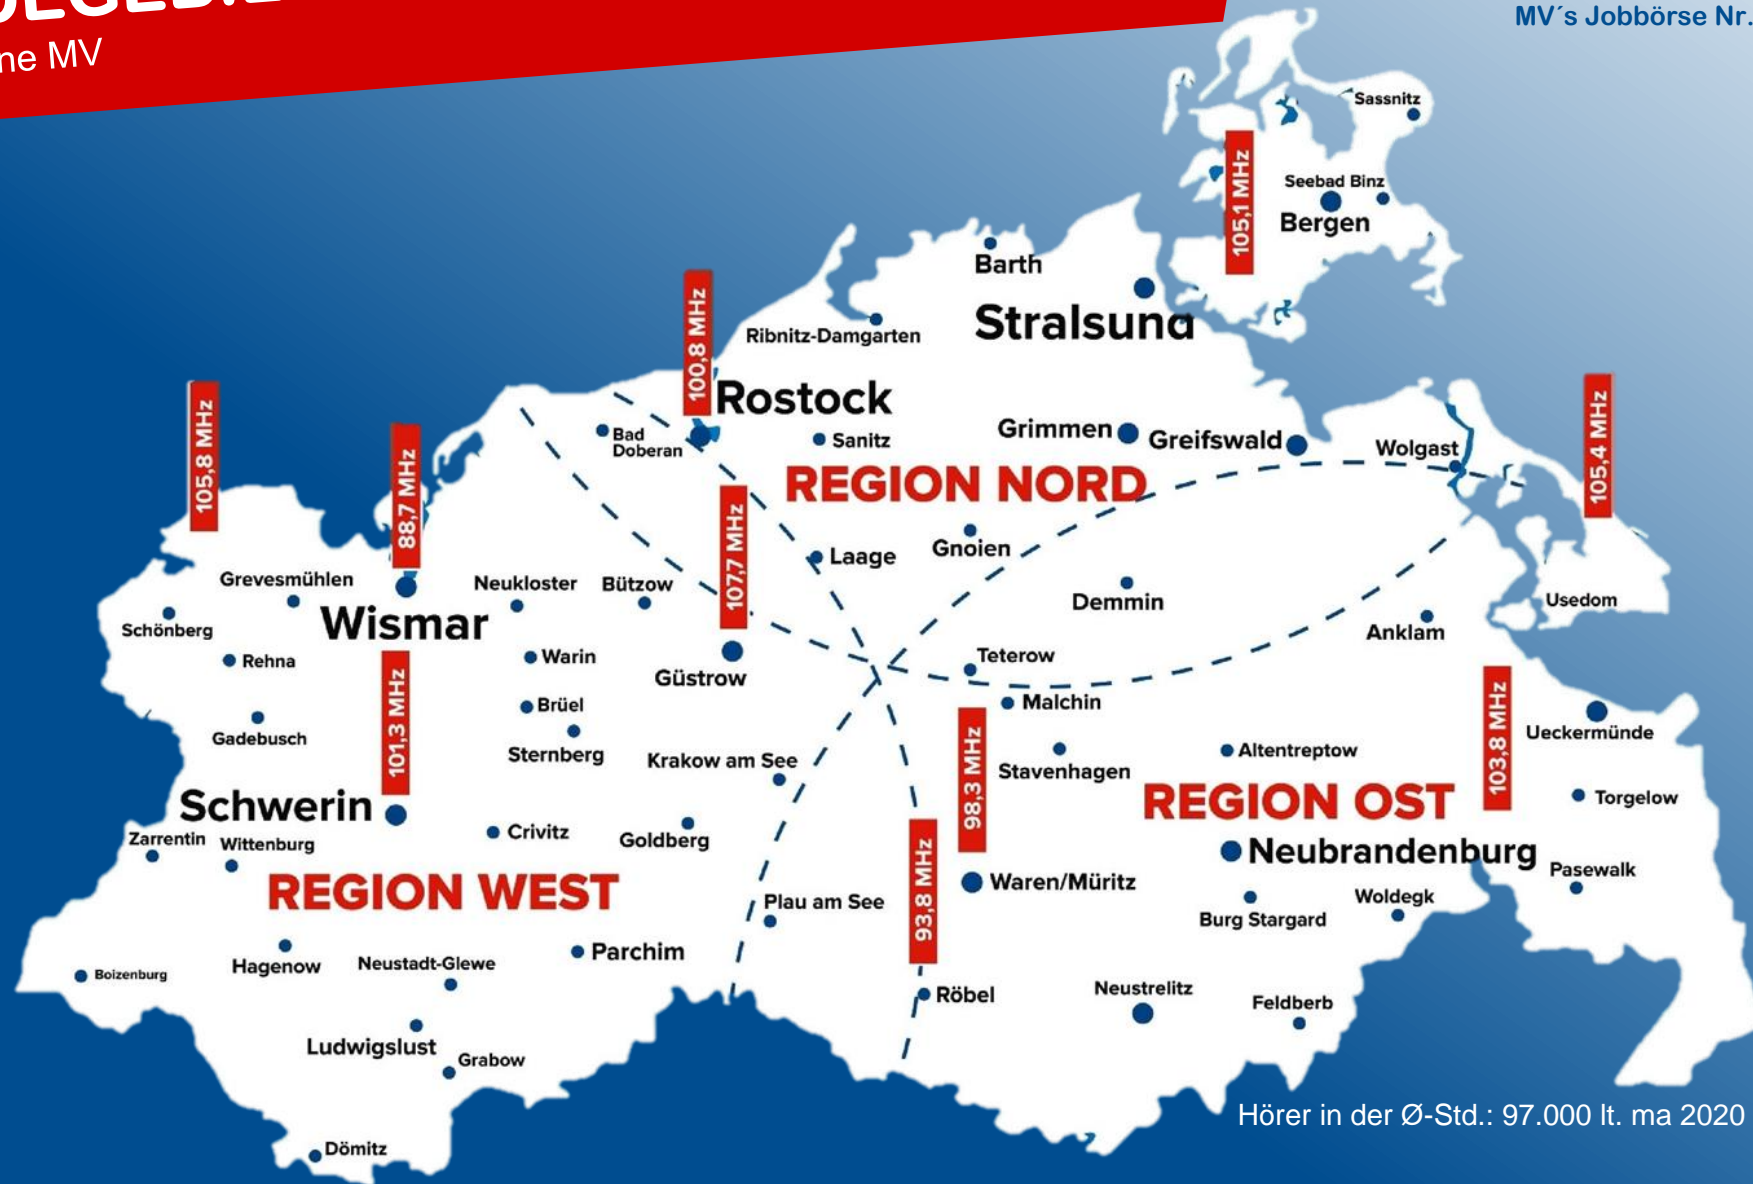 ne MV
MV´s Jobbörse Nr.
Sassnitz
105,1 MHz
Seebad Binz
Bergen
Barth
Stralsund
Ribnitz-Damgarten
100,8 MHz
Rostock
Bad
Doberan
Sanitz
Grimmen
Greifswald
Wolgast
105,4 MHz
105,8 MHz
88,7 MHz
REGION NORD
107,7 MHz
Laage
Gnoien
Grevesmühlen
Neukloster
Bützow
Demmin
Usedom
Schönberg
Wismar
Anklam
Rehna
Warin
Güstrow
Teterow
101,3 MHz
Brüel
Malchin
103,8 MHz
Gadebusch
Sternberg
Krakow am See
98,3 MHz
Stavenhagen
Altentreptow
Ueckermünde
Schwerin
REGION OST
Torgelow
Zarrentin
Wittenburg
Crivitz
Goldberg
93,8 MHz
Neubrandenburg
REGION WEST
Waren/Müritz
Pasewalk
Plau am See
Burg Stargard
Woldegk
Boizenburg
Hagenow
Neustadt-Glewe
Parchim
Röbel
Neustrelitz
Feldberb
Ludwigslust
Grabow
Dömitz
Hörer in der Ø-Std.: 97.000 lt. ma 2020